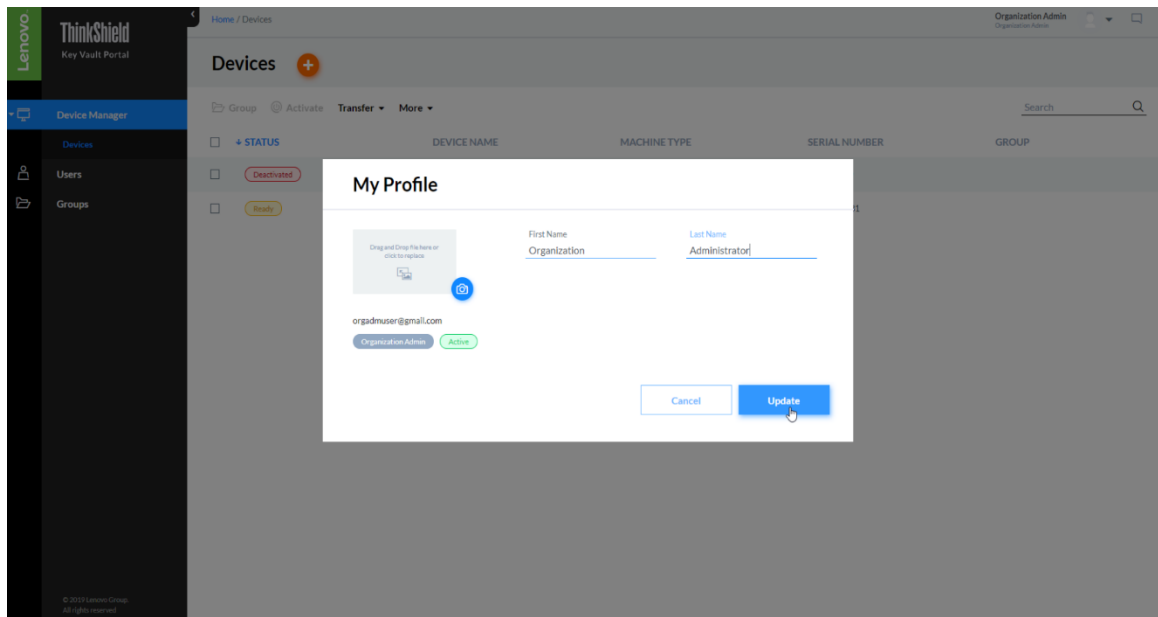 Lenovo.
ThinkShield
Key Vault Portal
Device Manager
Devices
Users
Groups
© 2019 Lenovo Group.
All rights reserved
Home / Devices
Organization Admin
Organization Admin
Devices
Group Activate Transfer More
Search
STATUS DEVICE NAME MACHINE TYPE SERIAL NUMBER GROUP
Deactivated
Ready
My Profile
Drag and Drop file here or
click to replace
First Name
Organization
Last Name
Administrator
orgadmuser@gmail.com
Organization Admin Active
Cancel Update